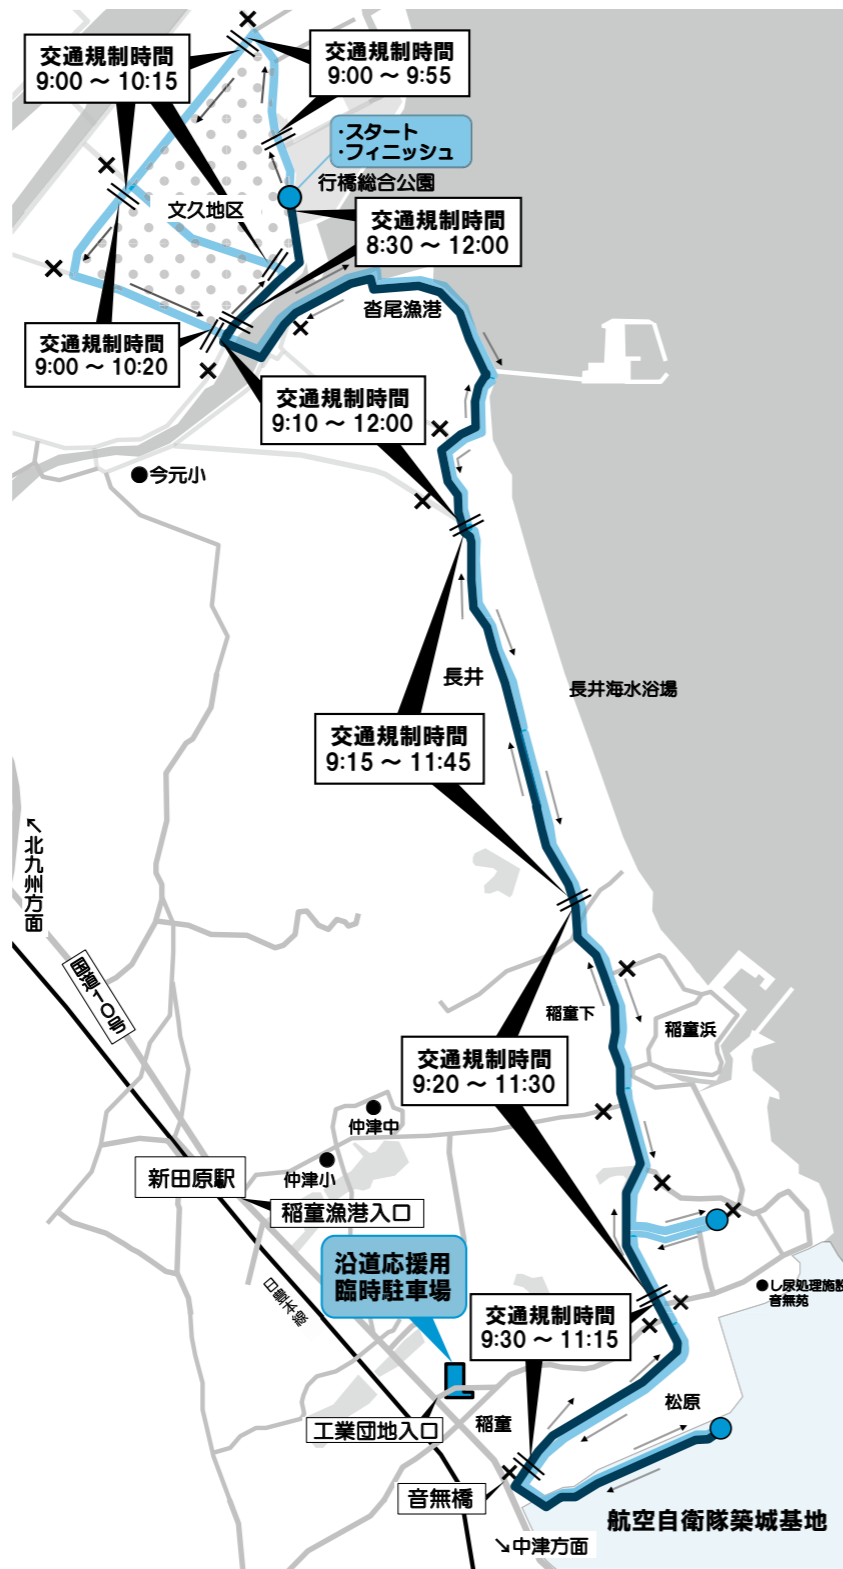 交通規制時間
9:00 ～ 10:15
交通規制時間
9:00 ～ 9:55
・スタート
・フィニッシュ
行橋総合公園
文久地区
交通規制時間
8:30 ～ 12:00
沓尾漁港
交通規制時間
9:00 ～ 10:20
交通規制時間
9:10 ～ 12:00
今元小
長井
長井海水浴場
交通規制時間
9:15 ～ 11:45
↖北九州方面
国道10号
稲童下
稲童浜
交通規制時間
9:20 ～ 11:30
仲津中
仲津小
新田原駅
稲童漁港入口
沿道応援用
臨時駐車場
日豊本線
し尿処理施設
音無苑
交通規制時間
9:30 ～ 11:15
松原
稲童
工業団地入口
音無橋
航空自衛隊築城基地
↘中津方面